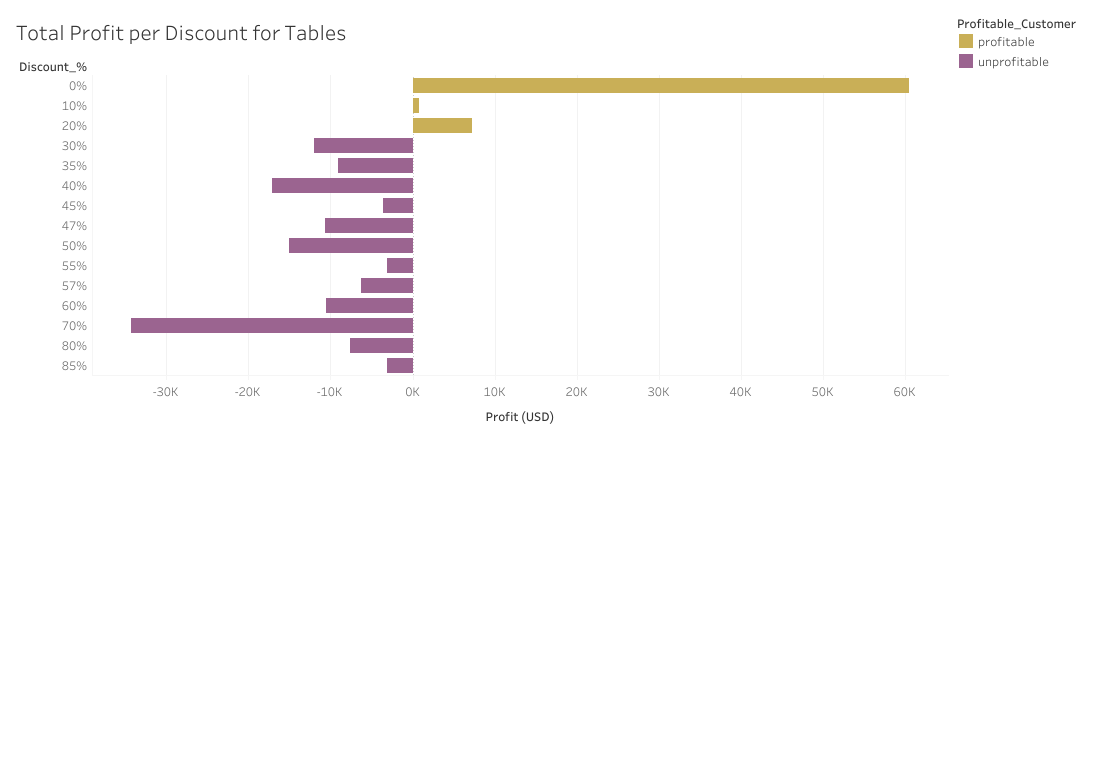 Total Profit per Discount for Tables
Profitable_Customer
profitable
unprofitable
Discount_%
0%
10%
20%
30%
35%
40%
45%
47%
50%
55%
57%
60%
70%
80%
85%
-30K -20K -10K 0K 10K 20K 30K 40K 50K 60K
Profit (USD)